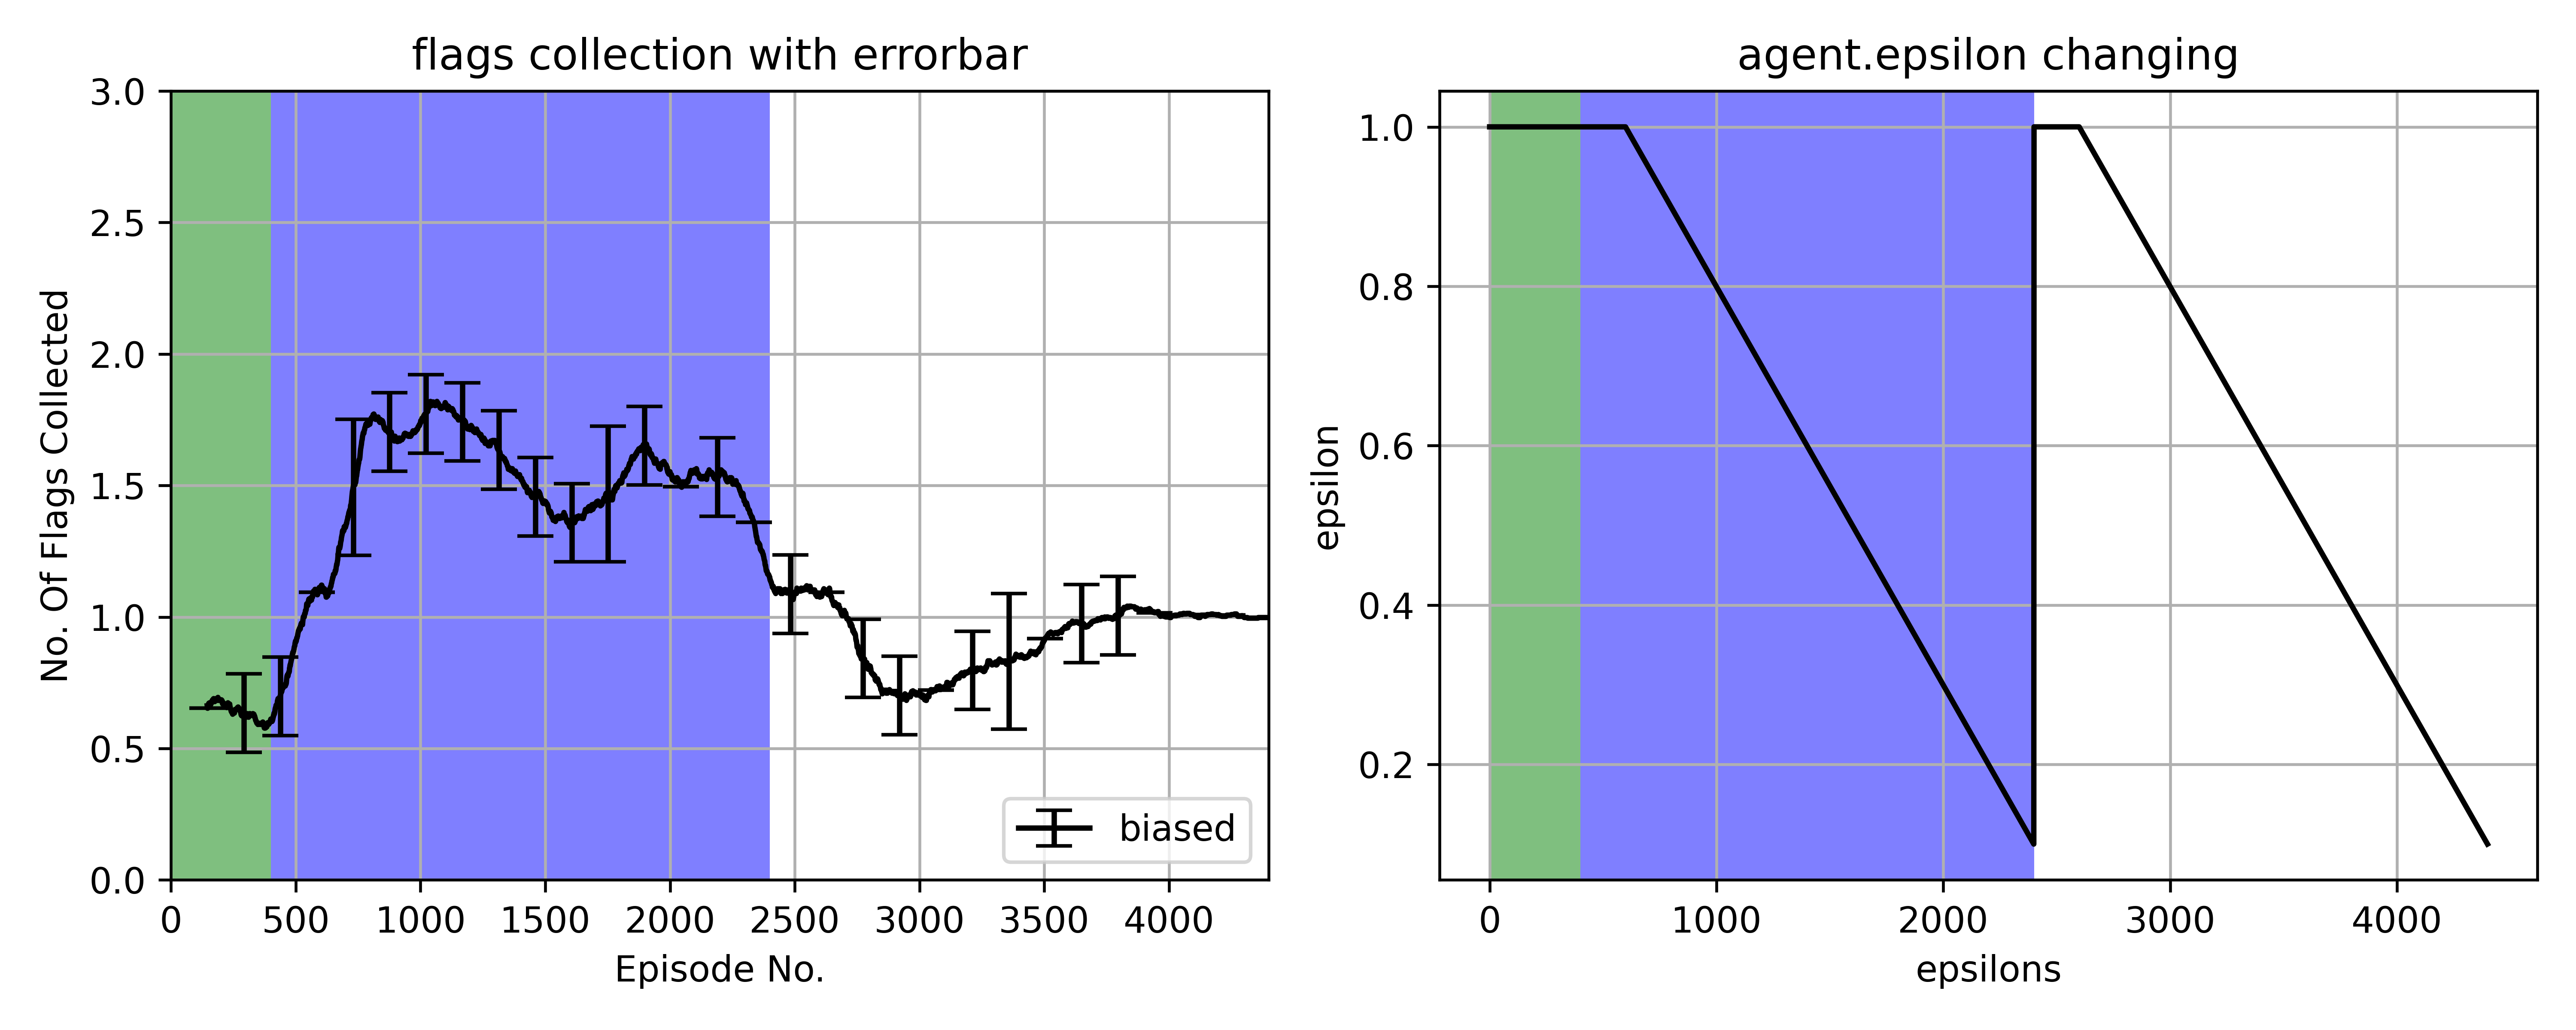 flags collection with errorbar
No. Of Flags Collected
3.0
2.5
2.0
1.5
1.0
0.5
0.0
0 500 1000 1500 2000 2500 3000 3500 4000
Episode No.
biased
agent.epsilon changing
epsilon
1.0
0.8
0.6
0.4
0.2
0 1000 2000 3000 4000
epsilons